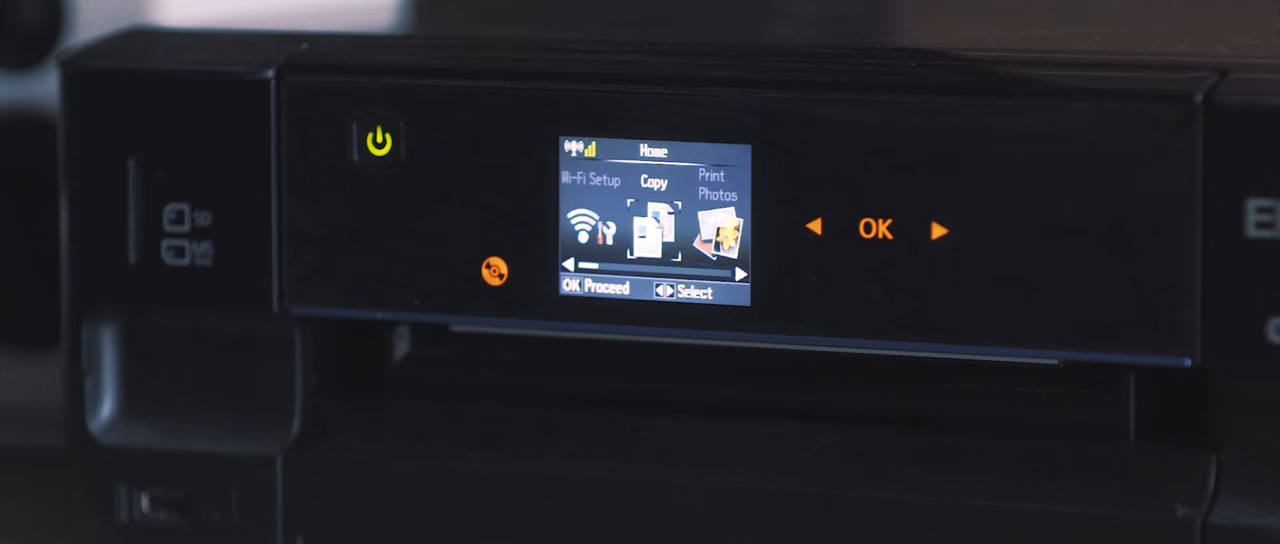 Home
Wi-Fi Setup
Copy
Print
Photos
OK Proceed
Select
OK
SD
MS
E